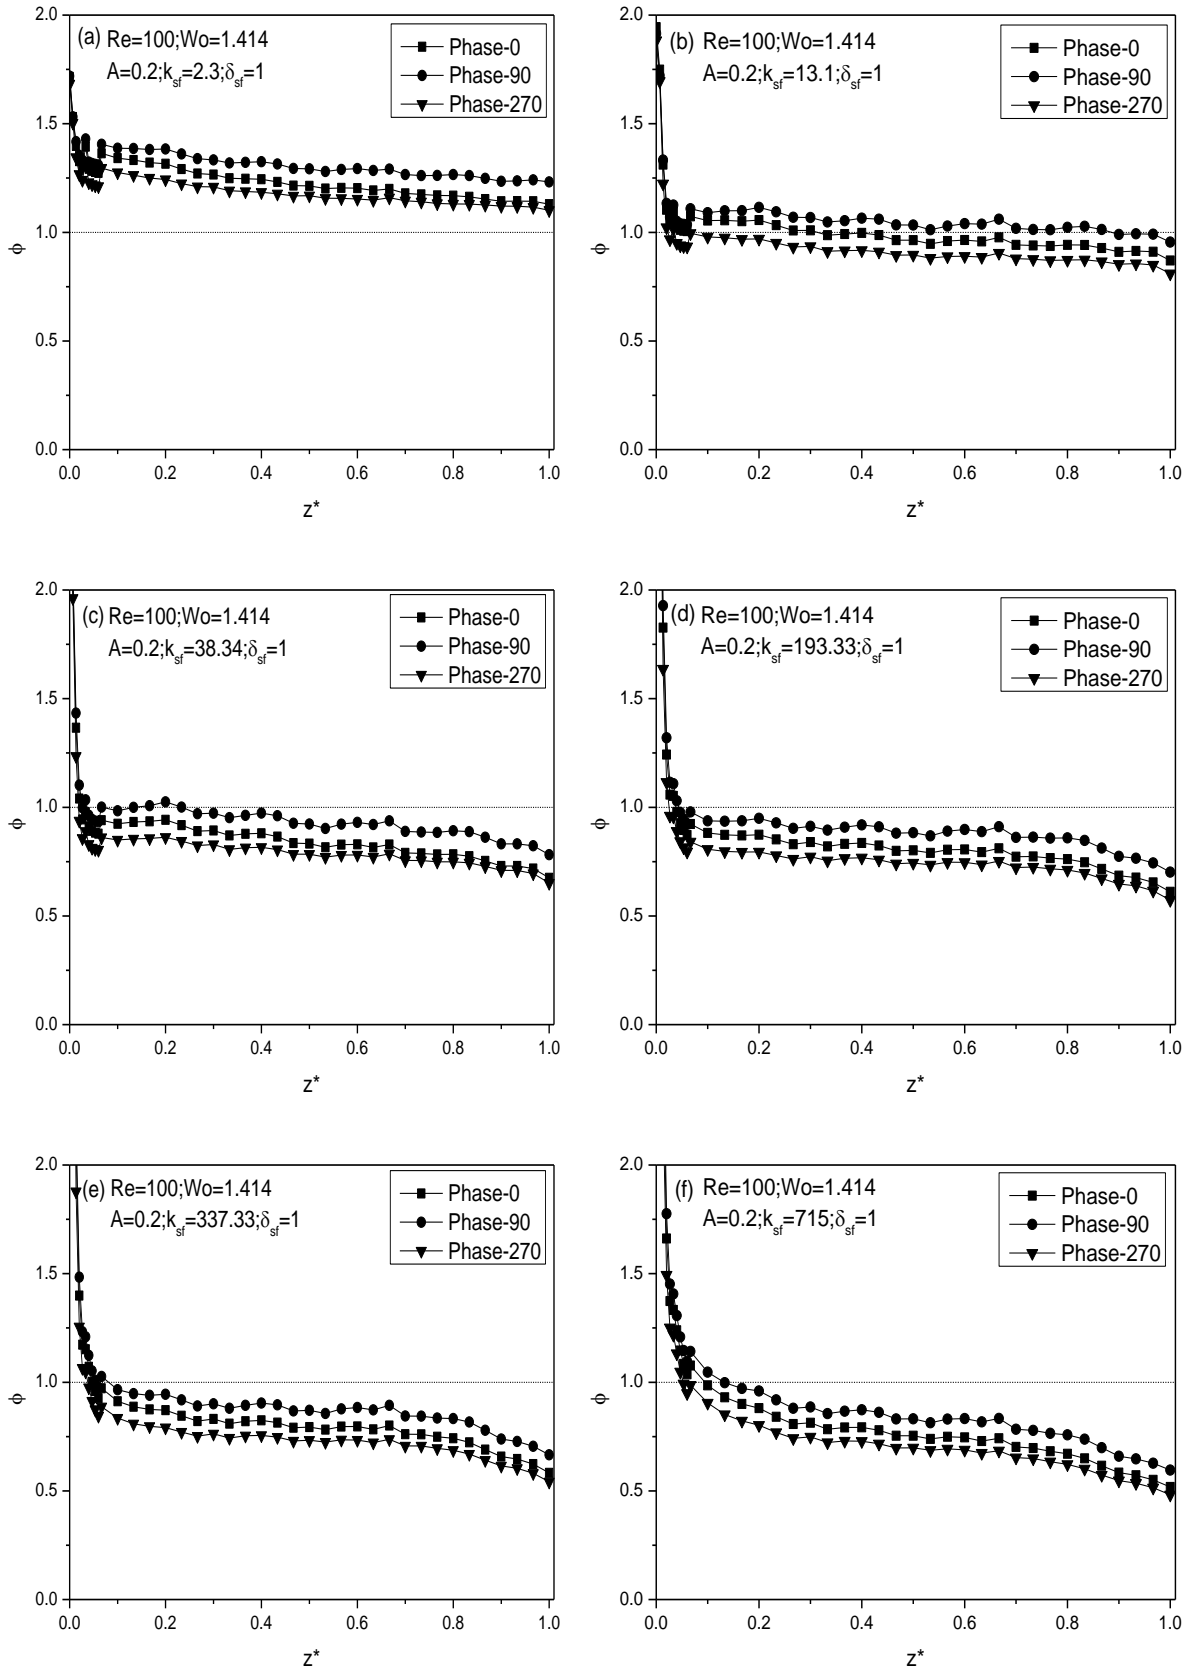 (a) Re=100;Wo=1.414
A=0.2;k_sf=2.3;δ_sf=1
Phase-0
Phase-90
Phase-270
2.0
1.5
1.0
0.5
0.0
ϕ
0.0 0.2 0.4 0.6 0.8 1.0
z*
(b) Re=100;Wo=1.414
A=0.2;k_sf=13.1;δ_sf=1
Phase-0
Phase-90
Phase-270
2.0
1.5
1.0
0.5
0.0
ϕ
0.0 0.2 0.4 0.6 0.8 1.0
z*
(c) Re=100;Wo=1.414
A=0.2;k_sf=38.34;δ_sf=1
Phase-0
Phase-90
Phase-270
2.0
1.5
1.0
0.5
0.0
ϕ
0.0 0.2 0.4 0.6 0.8 1.0
z*
(d) Re=100;Wo=1.414
A=0.2;k_sf=193.33;δ_sf=1
Phase-0
Phase-90
Phase-270
2.0
1.5
1.0
0.5
0.0
ϕ
0.0 0.2 0.4 0.6 0.8 1.0
z*
(e) Re=100;Wo=1.414
A=0.2;k_sf=337.33;δ_sf=1
Phase-0
Phase-90
Phase-270
2.0
1.5
1.0
0.5
0.0
ϕ
0.0 0.2 0.4 0.6 0.8 1.0
z*
(f) Re=100;Wo=1.414
A=0.2;k_sf=715;δ_sf=1
Phase-0
Phase-90
Phase-270
2.0
1.5
1.0
0.5
0.0
ϕ
0.0 0.2 0.4 0.6 0.8 1.0
z*